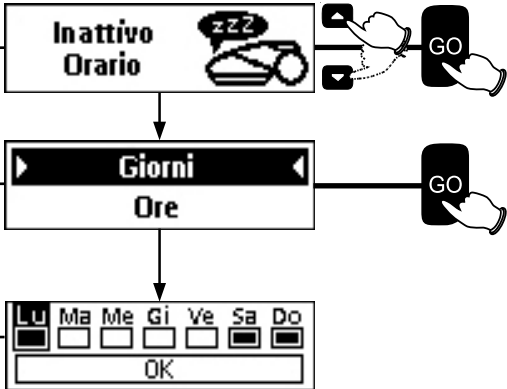 Inattivo
Orario
zzZ
GO
Giorni
Ore
GO
Lu Ma Me Gi Ve Sa Do
OK